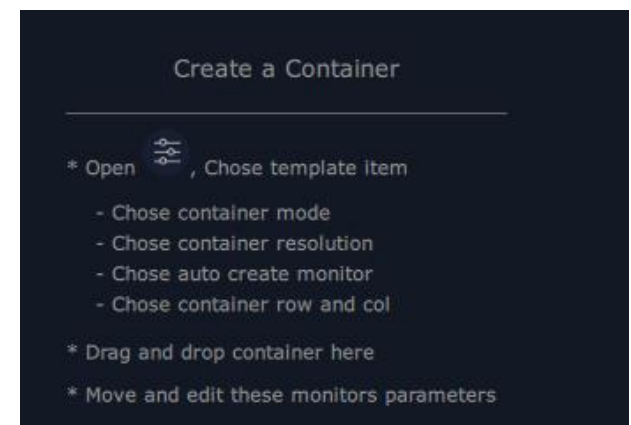 Create a Container
* Open , Chose template item
- Chose container mode
- Chose container resolution
- Chose auto create monitor
- Chose container row and col
* Drag and drop container here
* Move and edit these monitors parameters